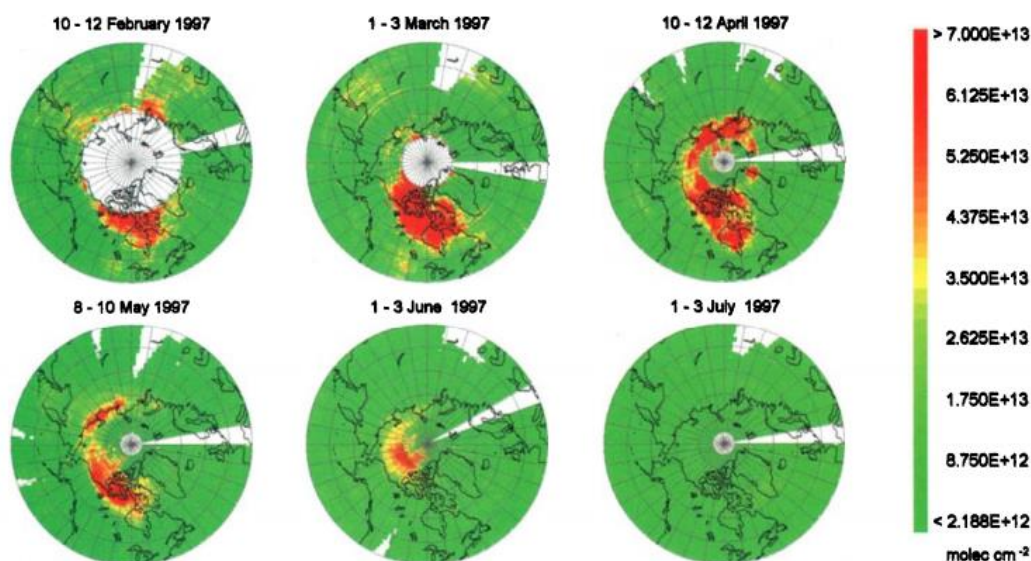 10 - 12 February 1997
1 - 3 March 1997
10 - 12 April 1997
8 - 10 May 1997
1 - 3 June 1997
1 - 3 July 1997
> 7.000E+13
6.125E+13
5.250E+13
4.375E+13
3.500E+13
2.625E+13
1.750E+13
8.750E+12
< 2.188E+12
molec cm -2